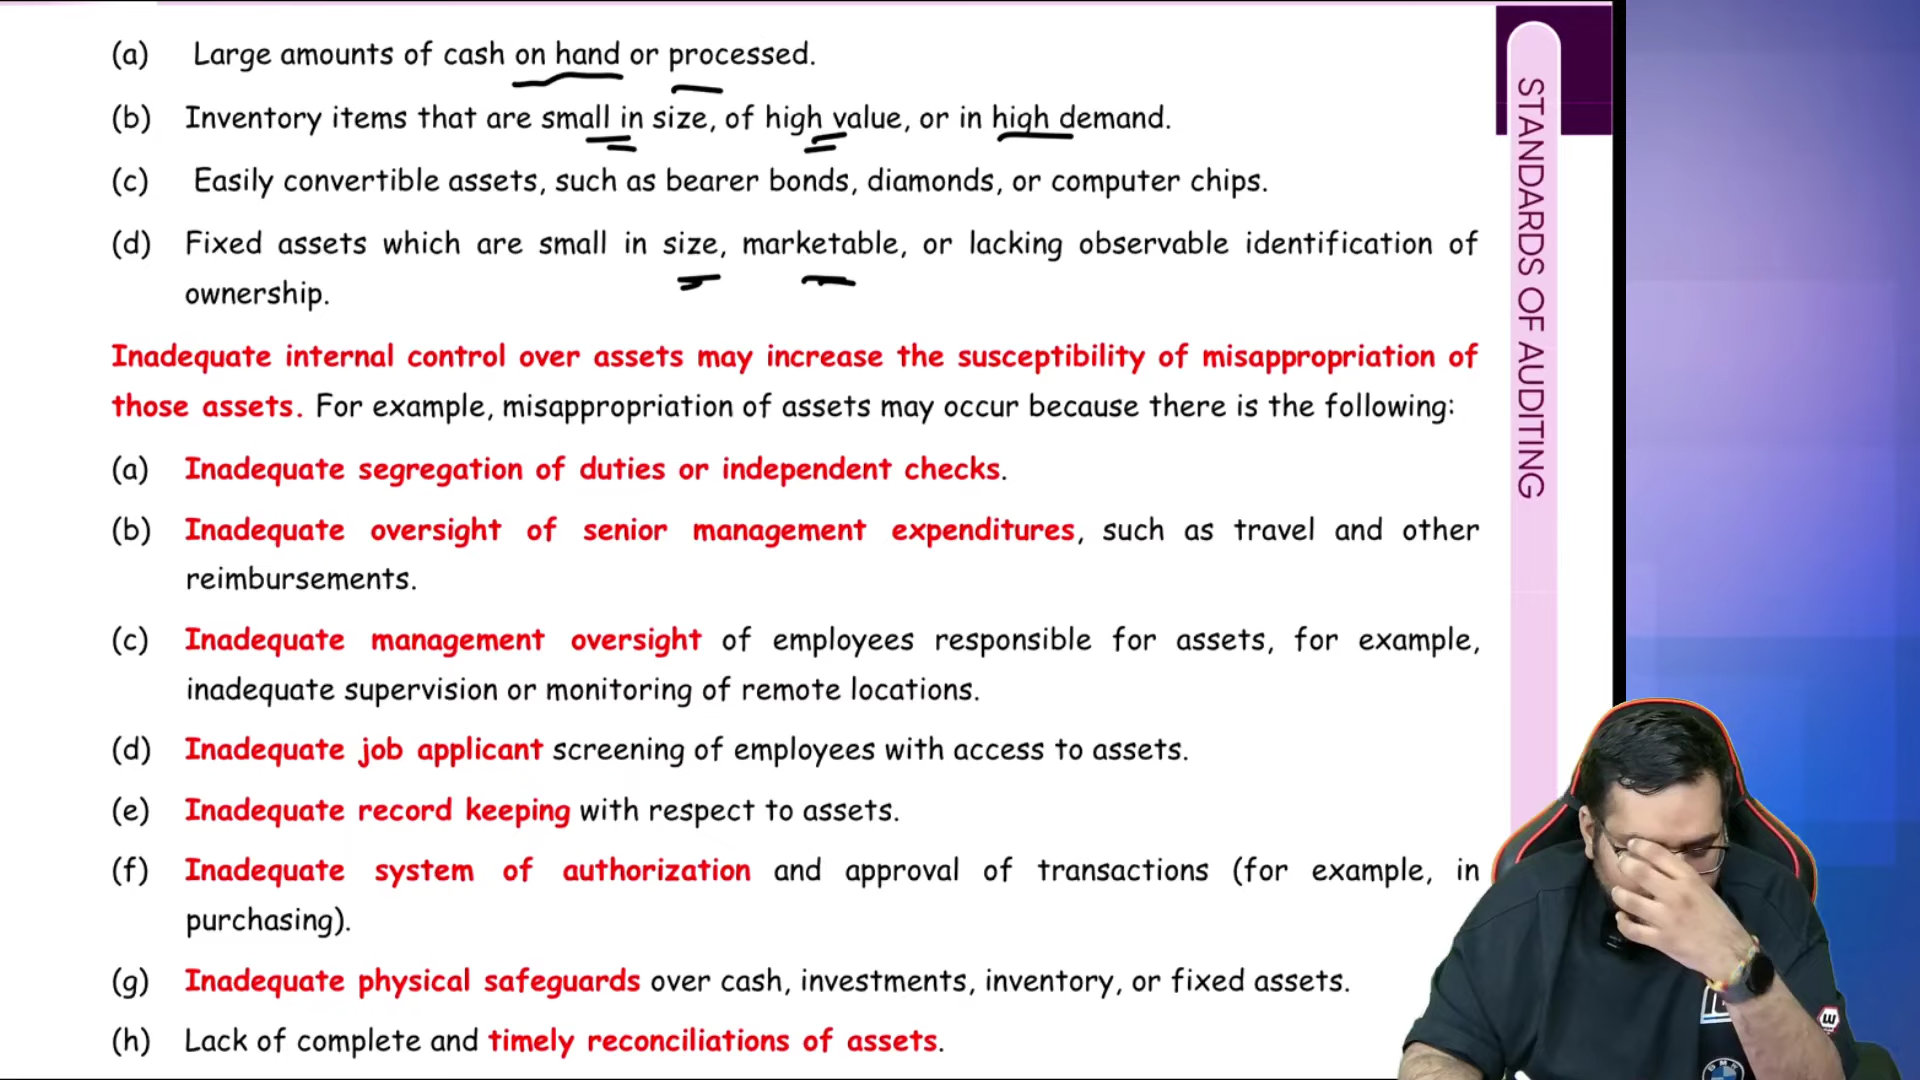 (a) Large amounts of cash on hand or processed.
(b) Inventory items that are small in size, of high value, or in high demand.
(c) Easily convertible assets, such as bearer bonds, diamonds, or computer chips.
(d) Fixed assets which are small in size, marketable, or lacking observable identification of
ownership.
Inadequate internal control over assets may increase the susceptibility of misappropriation of
those assets. For example, misappropriation of assets may occur because there is the following:
(a) Inadequate segregation of duties or independent checks.
(b) Inadequate oversight of senior management expenditures, such as travel and other
reimbursements.
(c) Inadequate management oversight of employees responsible for assets, for example,
inadequate supervision or monitoring of remote locations.
(d) Inadequate job applicant screening of employees with access to assets.
(e) Inadequate record keeping with respect to assets.
(f) Inadequate system of authorization and approval of transactions (for example, in
purchasing).
(g) Inadequate physical safeguards over cash, investments, inventory, or fixed assets.
(h) Lack of complete and timely reconciliations of assets.
STANDARDS OF AUDITING